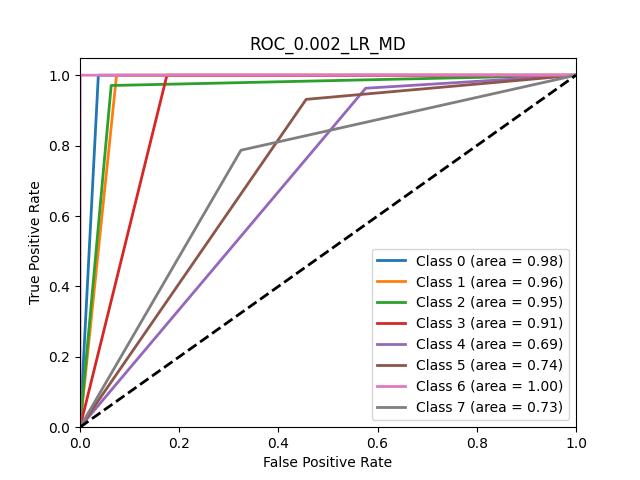 ROC_0.002_LR_MD
True Positive Rate
1.0
0.8
0.6
0.4
0.2
0.0
Class 0 (area = 0.98)
Class 1 (area = 0.96)
Class 2 (area = 0.95)
Class 3 (area = 0.91)
Class 4 (area = 0.69)
Class 5 (area = 0.74)
Class 6 (area = 1.00)
Class 7 (area = 0.73)
0.0 0.2 0.4 0.6 0.8 1.0
False Positive Rate